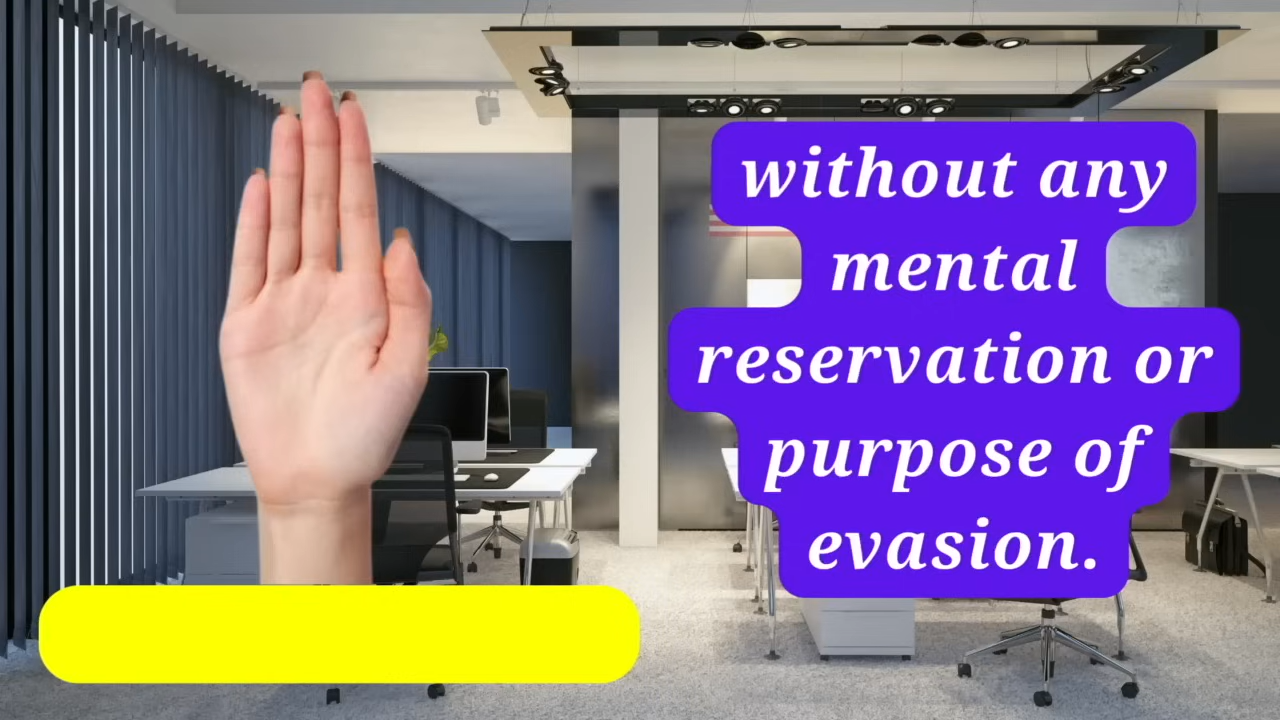 without any
mental
reservation or
purpose of
evasion.